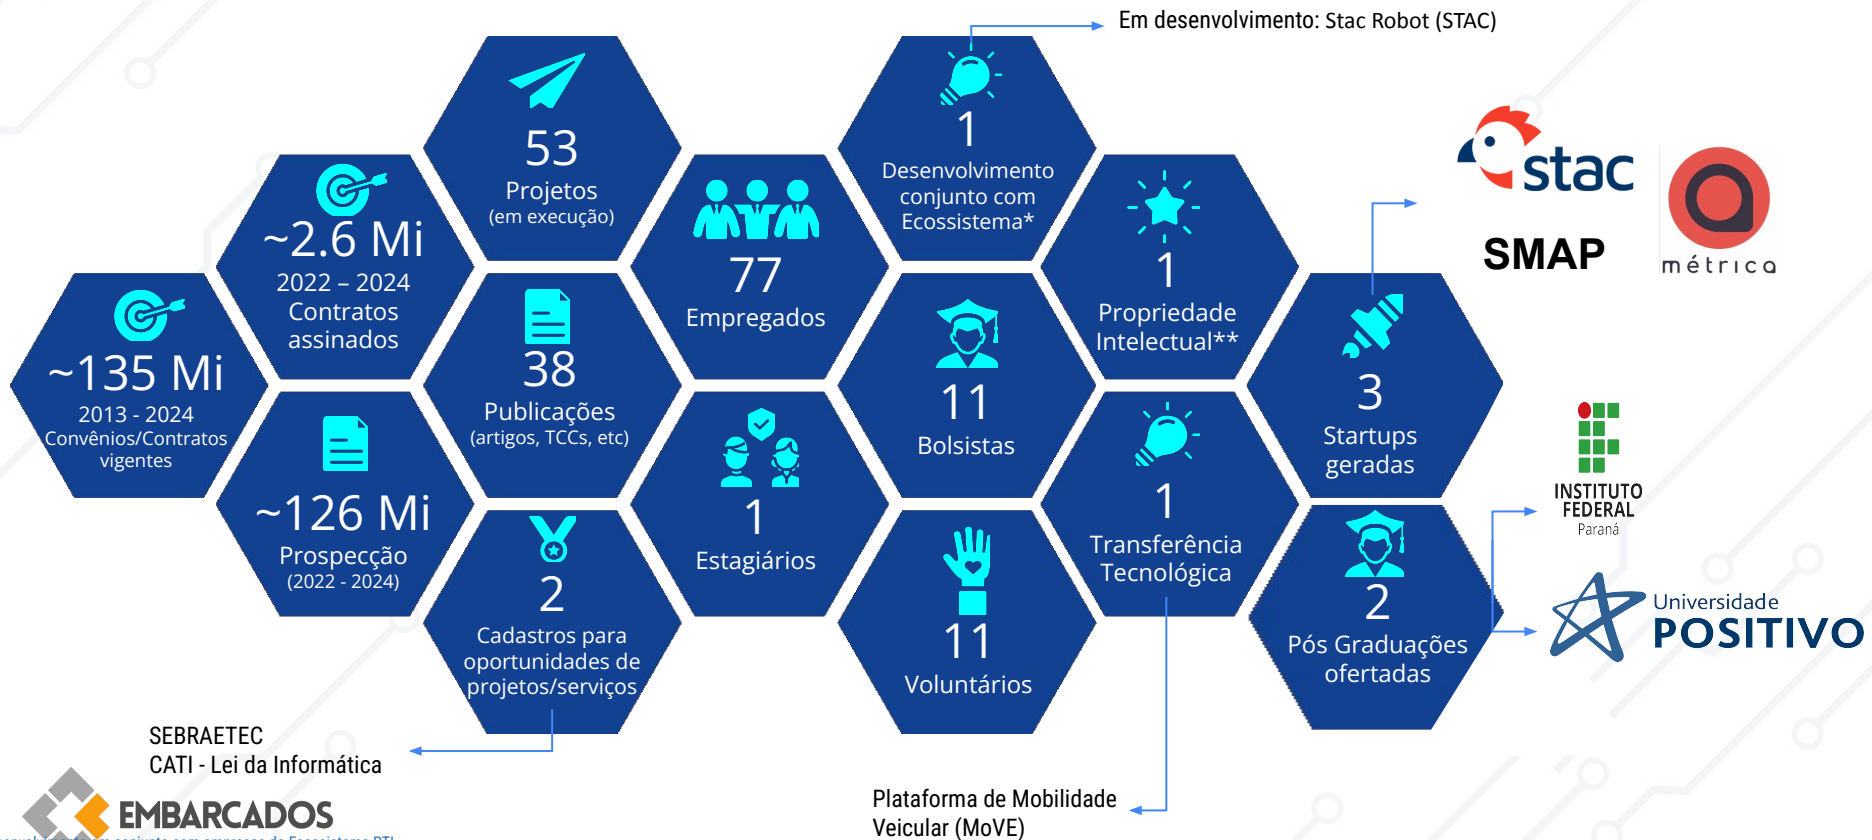 Em desenvolvimento: Stac Robot (STAC)
53
Projetos
(em execução)
1
Desenvolvimento
conjunto com
Ecossistema*
~2.6 Mi
2022 – 2024
Contratos
assinados
77
Empregados
1
Propriedade
Intelectual**
stac
SMAP
métrica
~135 Mi
2013 - 2024
Convênios/Contratos
vigentes
38
Publicações
(artigos, TCCs, etc)
11
Bolsistas
3
Startups
geradas
~126 Mi
Prospecção
(2022 - 2024)
1
Estagiários
1
Transferência
Tecnológica
INSTITUTO
FEDERAL
Paraná
2
Cadastros para
oportunidades de
projetos/serviços
11
Voluntários
2
Pós Graduações
ofertadas
Universidade
POSITIVO
SEBRAETEC
CATI - Lei da Informática
Plataforma de Mobilidade
Veicular (MoVE)
EMBARCADOS